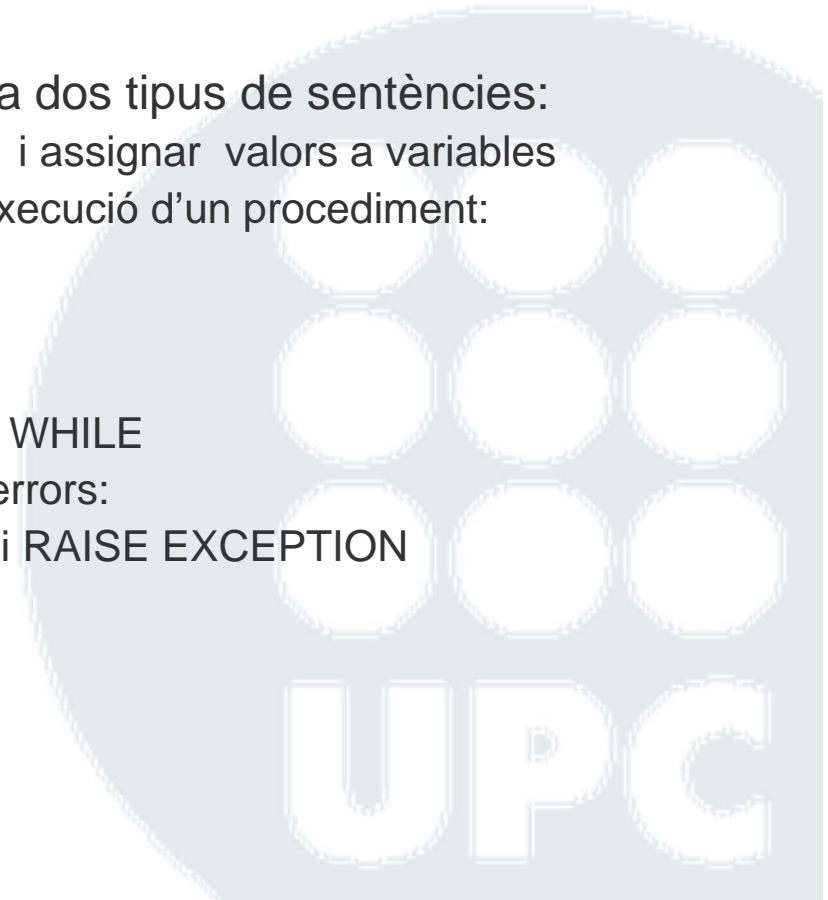 a dos tipus de sentències:
i assignar valors a variables
xecució d'un procediment:
WHILE
errors:
i RAISE EXCEPTION
UPC